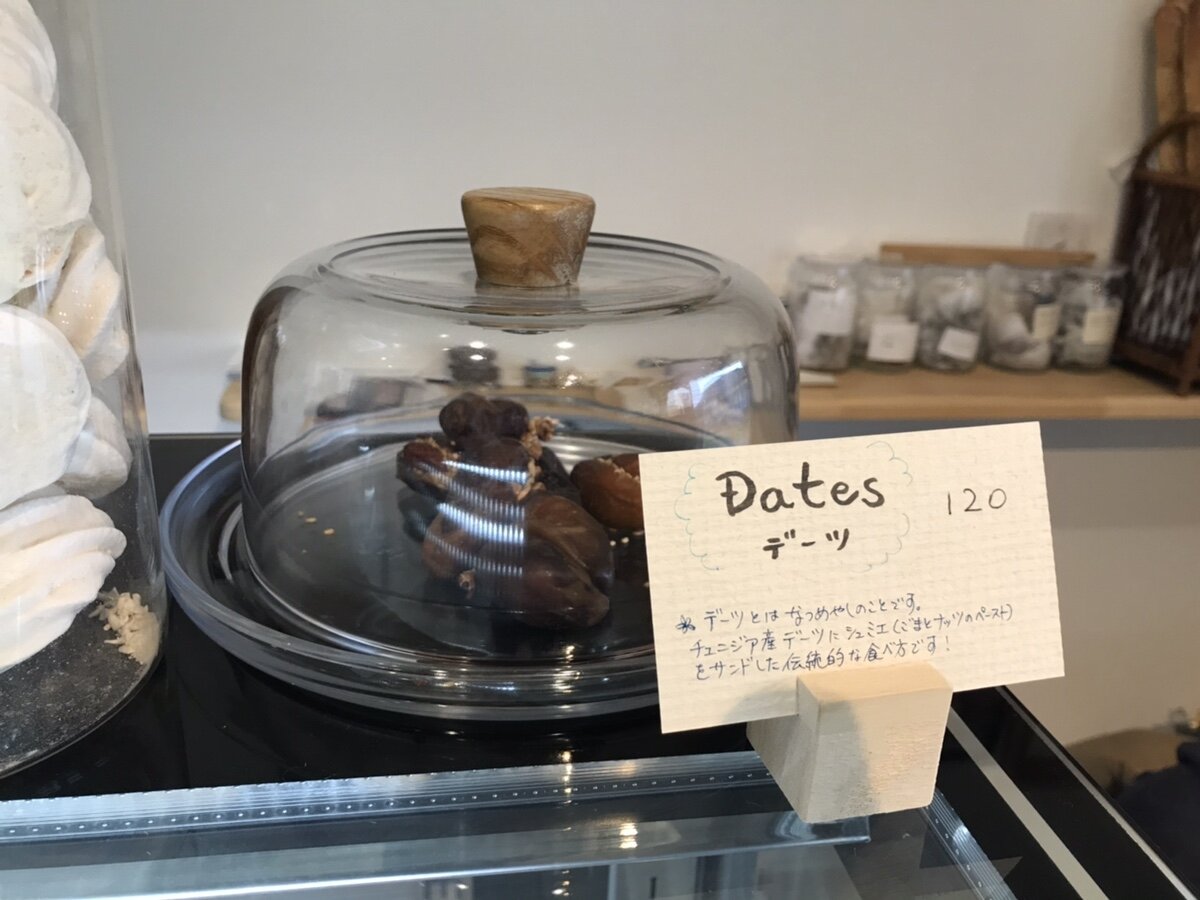 Dates 120
デーツ
* デーツとはなつめやしのことです。
チュニジア産デーツにシュミエ(ごまとナッツのペースト)
をサンドした伝統的な食べ方です!